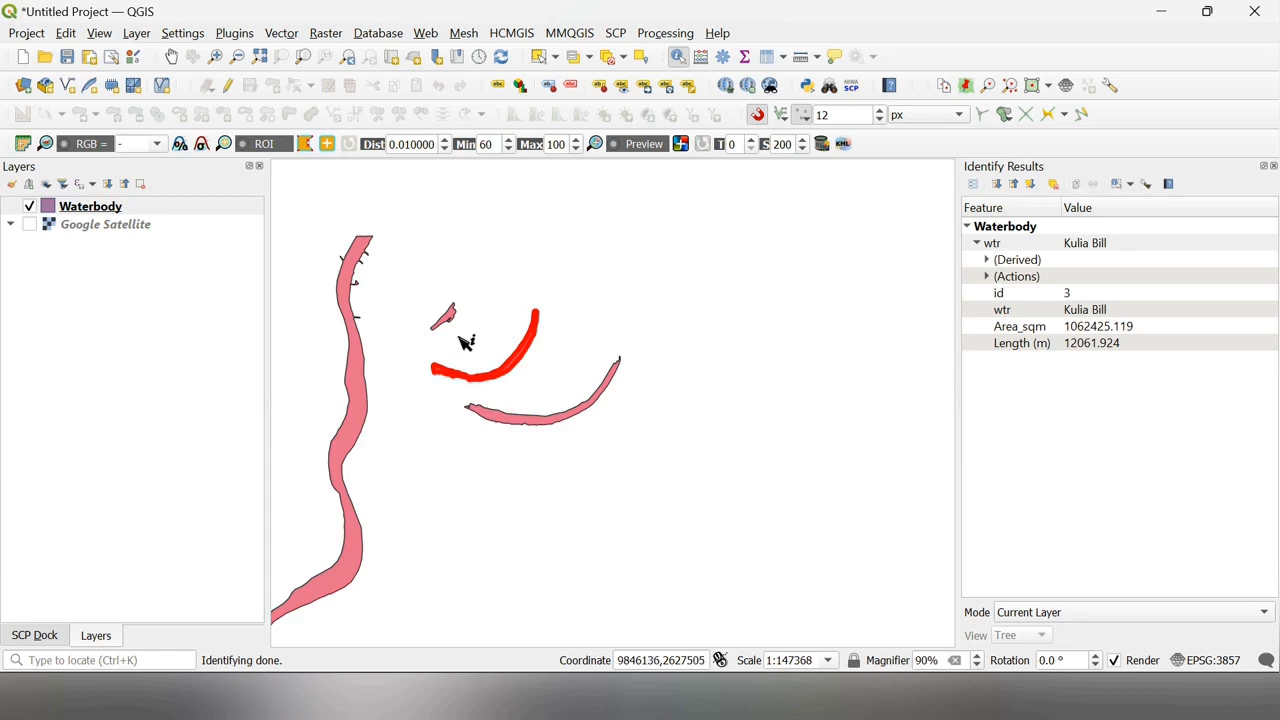 *Untitled Project — QGIS
Project Edit View Layer Settings Plugins Vector Raster Database Web Mesh HCMGIS MMQGIS SCP Processing Help
12 px
RGB = - ROI Dist 0.010000 Min 60 Max 100 Preview T 0 S 200 KML
Layers
Waterbody
Google Satellite
Identify Results
Feature Value
Waterbody
wtr Kulia Bill
(Derived)
(Actions)
id 3
wtr Kulia Bill
Area_sqm 1062425.119
Length (m) 12061.924
Mode Current Layer
View Tree
SCP Dock Layers
Type to locate (Ctrl+K) Identifying done. Coordinate 9846136,2627505 Scale 1:147368 Magnifier 90% Rotation 0.0 ° Render EPSG:3857